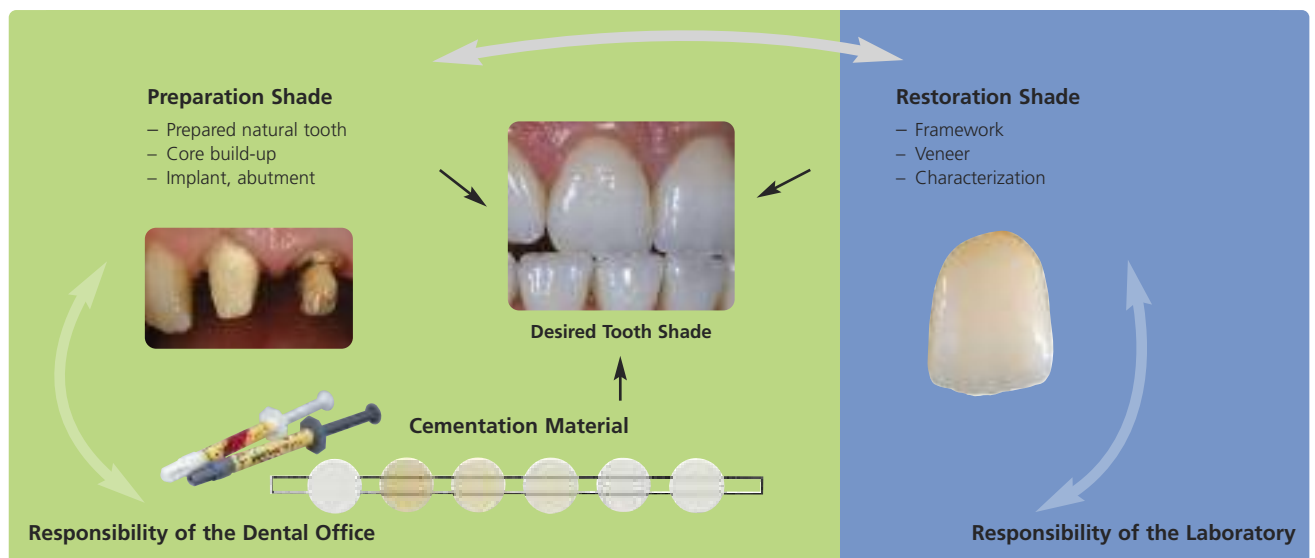 Preparation Shade
– Prepared natural tooth
– Core build-up
– Implant, abutment
Restoration Shade
– Framework
– Veneer
– Characterization
Desired Tooth Shade
Cementation Material
Responsibility of the Dental Office
Responsibility of the Laboratory